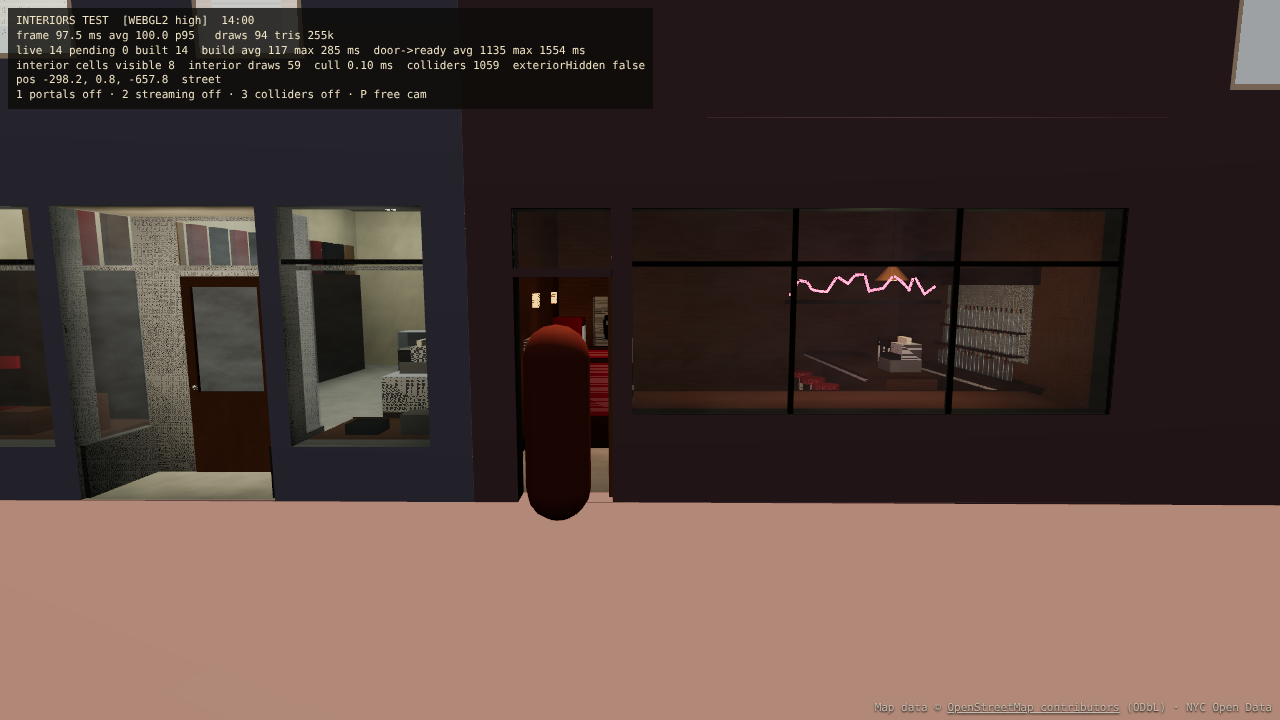 INTERIORS TEST  [WEBGL2 high]  14:00
frame 97.5 ms avg 100.0 p95   draws 94 tris 255k
live 14 pending 0 built 14  build avg 117 max 285 ms  door->ready avg 1135 max 1554 ms
interior cells visible 8  interior draws 59  cull 0.10 ms  colliders 1059  exteriorHidden false
pos -298.2, 0.8, -657.8  street
1 portals off · 2 streaming off · 3 colliders off · P free cam
Map data © OpenStreetMap contributors (ODbL) · NYC Open Data